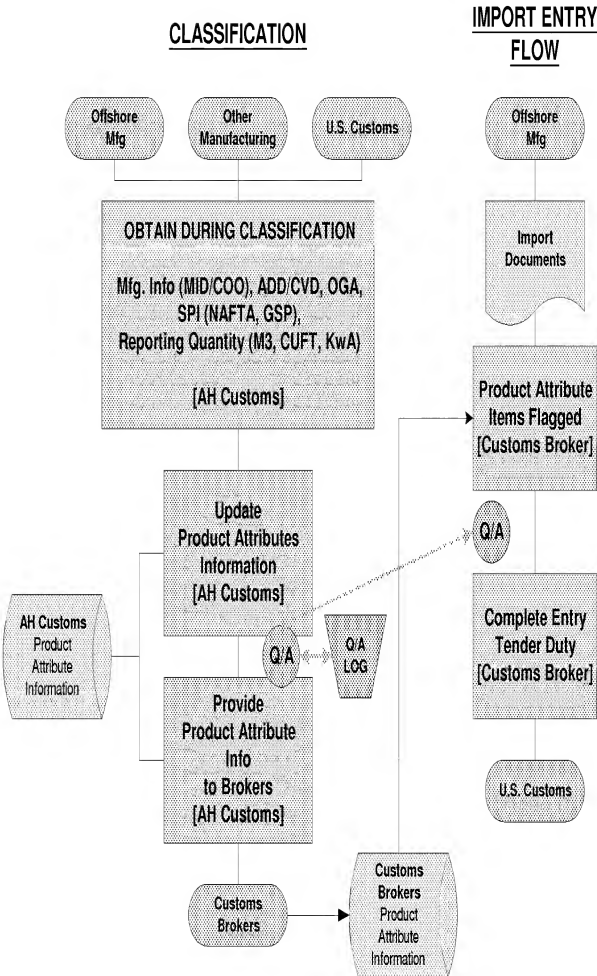 CLASSIFICATION
Offshore
Mfg
Other
Manufacturing
U.S. Customs
OBTAIN DURING CLASSIFICATION
Mfg. Info (MID/COO), ADD/CVD, OGA,
SPI (NAFTA, GSP),
Reporting Quantity (M3, CUFT, KwA)
[AH Customs]
Update
Product Attributes
Information
[AH Customs]
AH Customs
Product
Attribute
Information
Q/A
Q/A
LOG
Provide
Product Attribute
Info
to Brokers
[AH Customs]
Customs
Brokers
Customs
Brokers
Product
Attribute
Information
IMPORT ENTRY
FLOW
Offshore
Mfg
Import
Documents
Product Attribute
Items Flagged
[Customs Broker]
Q/A
Complete Entry
Tender Duty
[Customs Broker]
U.S. Customs